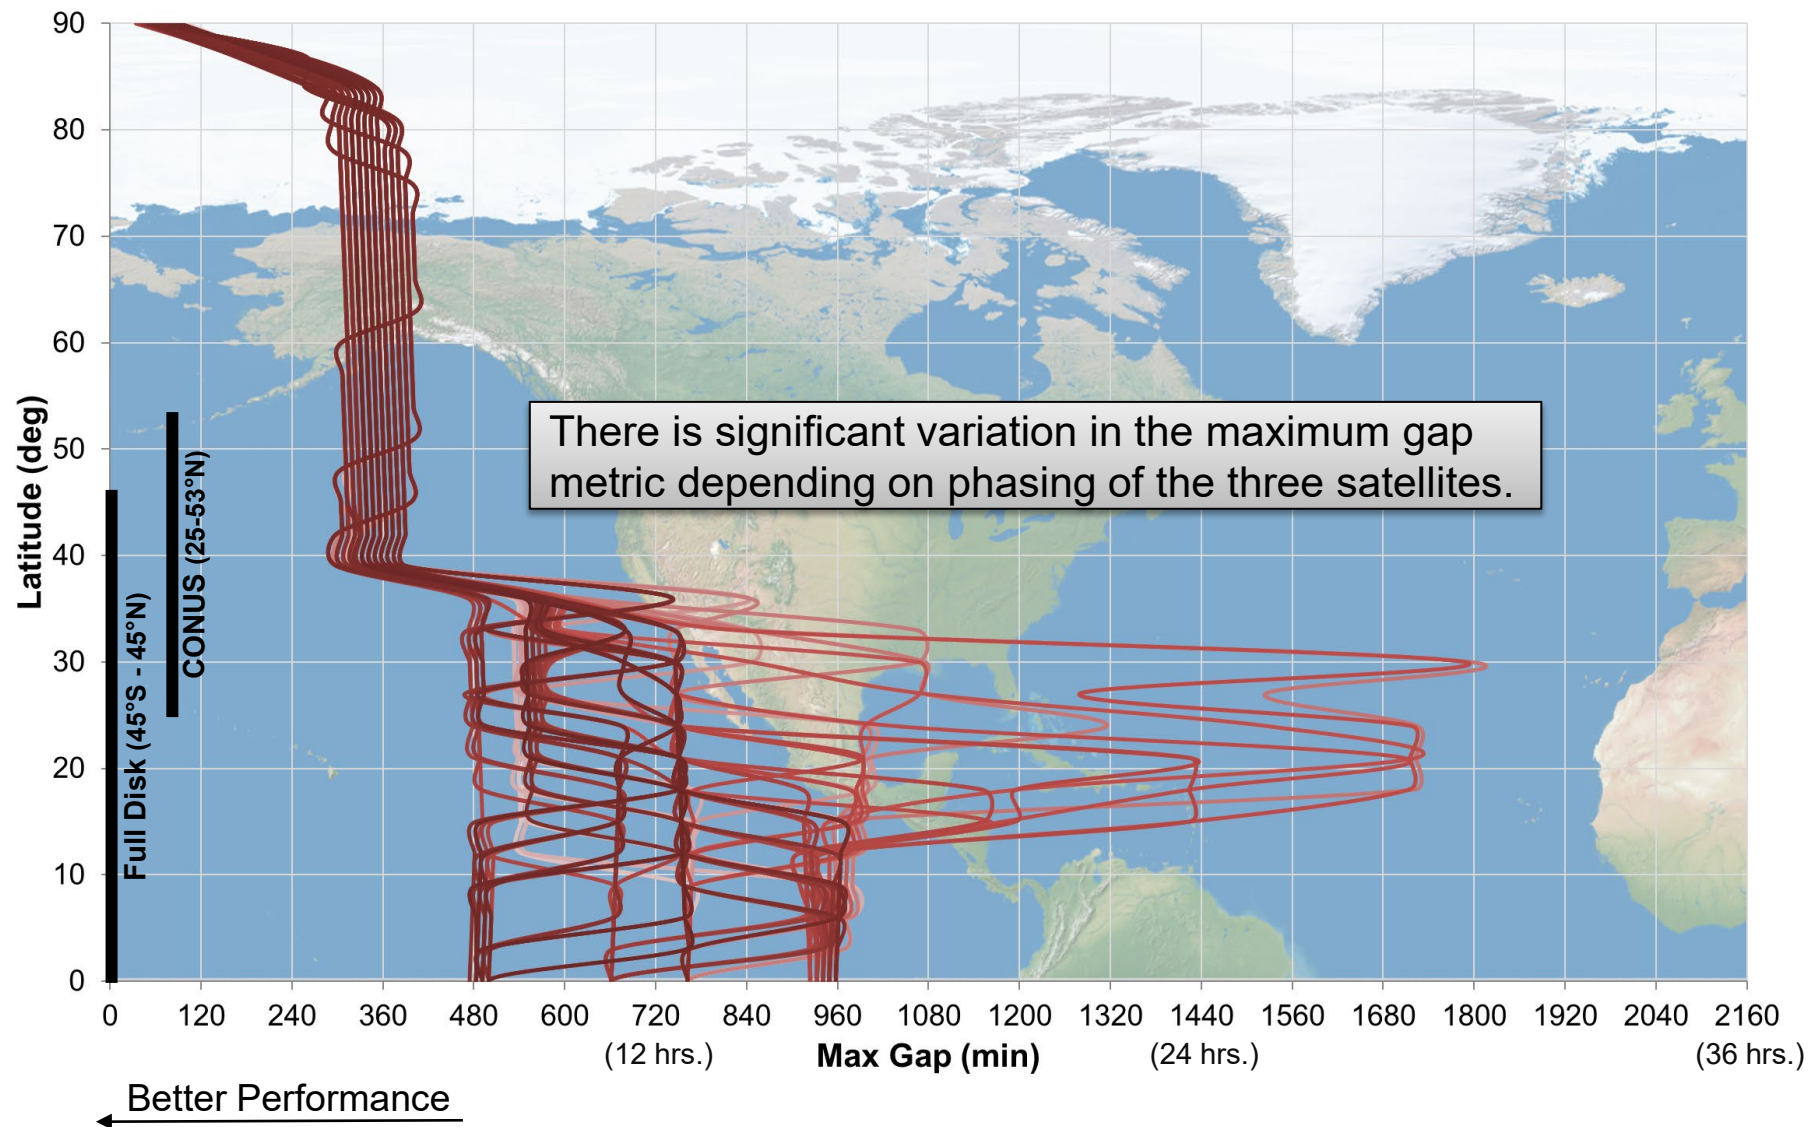 90
80
70
60
50
40
30
20
10
0
Latitude (deg)
Full Disk (45°S - 45°N)
CONUS (25-53°N)
There is significant variation in the maximum gap
metric depending on phasing of the three satellites.
0 120 240 360 480 600 720 840 960 1080 1200 1320 1440 1560 1680 1800 1920 2040 2160
(12 hrs.) Max Gap (min) (24 hrs.) (36 hrs.)
Better Performance